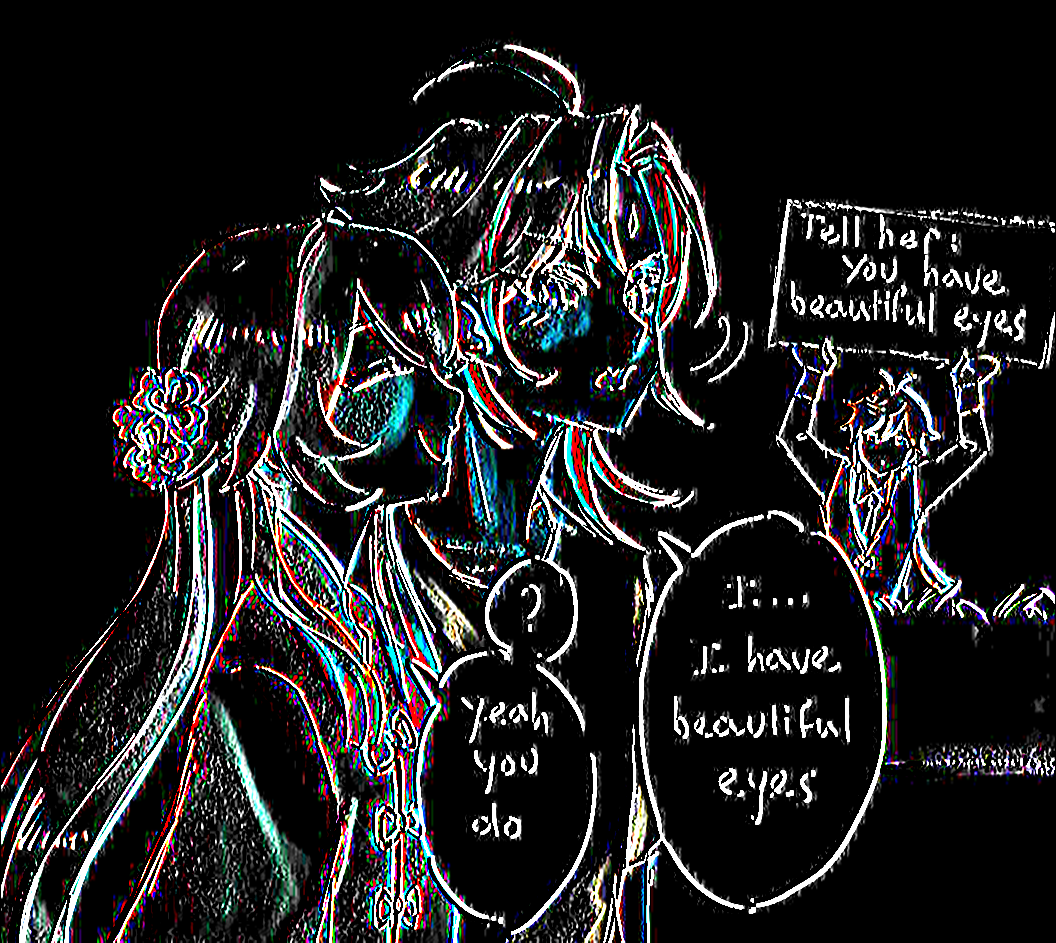 Tell her:
you have
beautiful eyes
I...
I have
beautiful
eyes
?
yeah
you
do